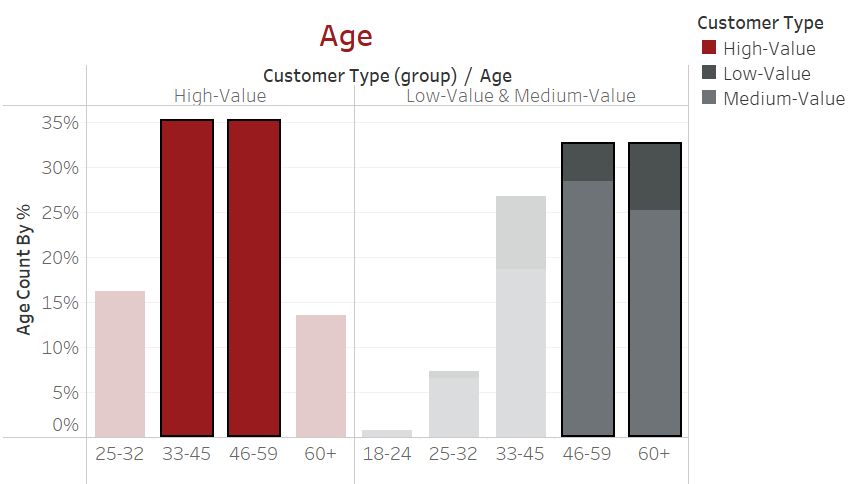 Age
Customer Type
High-Value
Low-Value
Medium-Value
Customer Type (group) / Age
High-Value
Low-Value & Medium-Value
Age Count By %
35%
30%
25%
20%
15%
10%
5%
0%
25-32 33-45 46-59 60+ 18-24 25-32 33-45 46-59 60+